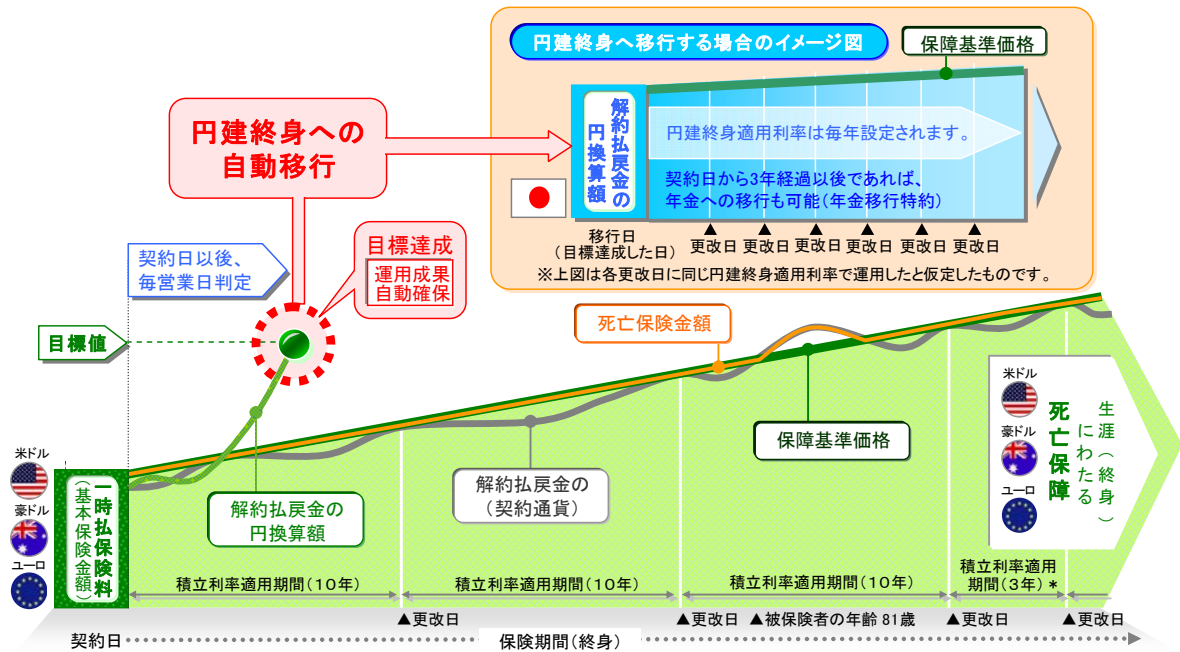 円建終身へ移行する場合のイメージ図
保障基準価格
解約払戻金の
円換算額
円建終身適用利率は毎年設定されます。
契約日から3年経過以後であれば、
年金への移行も可能（年金移行特約）
移行日
（目標達成した日）
▲更改日
▲更改日
▲更改日
▲更改日
▲更改日
▲更改日
※上図は各更改日に同じ円建終身適用利率で運用したと仮定したものです。
円建終身への
自動移行
契約日以後、
毎営業日判定
目標達成
運用成果
自動確保
目標値
死亡保険金額
保障基準価格
解約払戻金の
（契約通貨）
解約払戻金の
円換算額
米ドル
豪ドル
ユーロ
一時払保険料
（基本保険金額）
米ドル
豪ドル
ユーロ
生涯（終身）
にわたる
死亡保障
積立利率適用期間（10年）
積立利率適用期間（10年）
積立利率適用期間（10年）
積立利率適用
期間（3年）＊
▲更改日
▲更改日
▲被保険者の年齢 81歳
▲更改日
▲更改日
契約日
保険期間（終身）